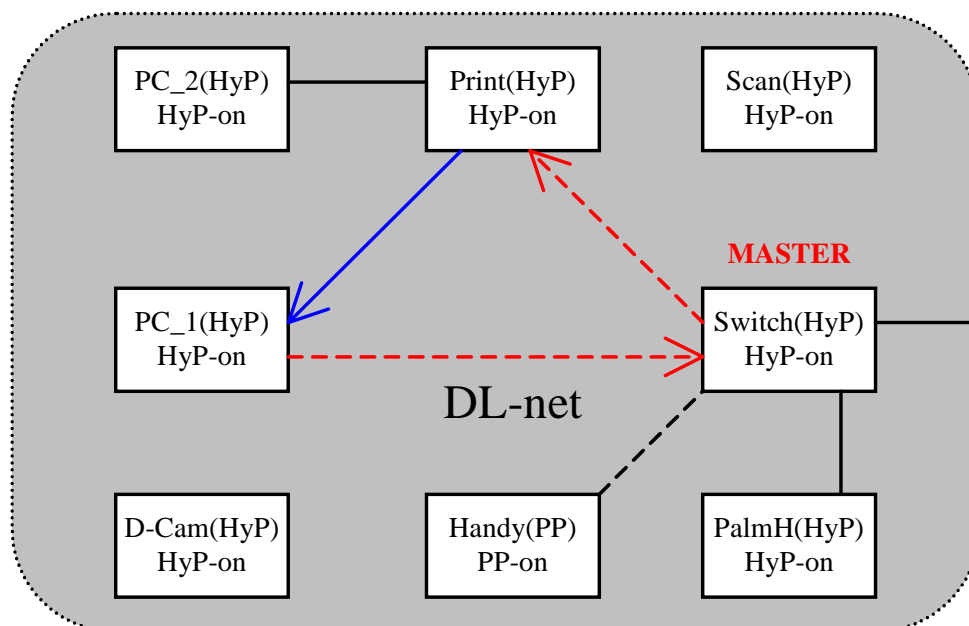 PC_2(HyP)
HyP-on
Print(HyP)
HyP-on
Scan(HyP)
HyP-on
MASTER
PC_1(HyP)
HyP-on
Switch(HyP)
HyP-on
DL-net
D-Cam(HyP)
HyP-on
Handy(PP)
PP-on
PalmH(HyP)
HyP-on